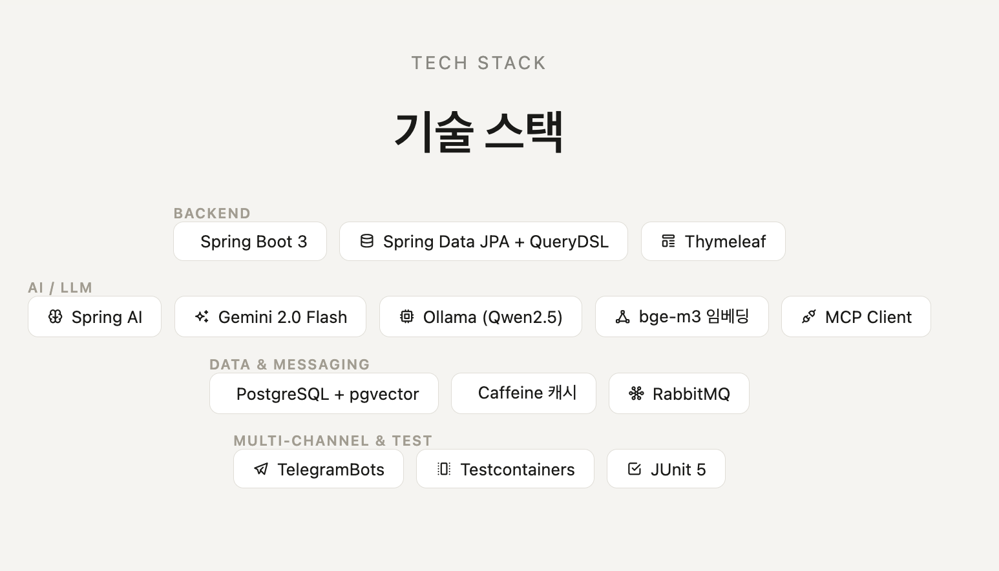 TECH STACK
기술 스택
BACKEND
Spring Boot 3 Spring Data JPA + QueryDSL Thymeleaf
AI / LLM
Spring AI Gemini 2.0 Flash Ollama (Qwen2.5) bge-m3 임베딩 MCP Client
DATA & MESSAGING
PostgreSQL + pgvector Caffeine 캐시 RabbitMQ
MULTI-CHANNEL & TEST
TelegramBots Testcontainers JUnit 5